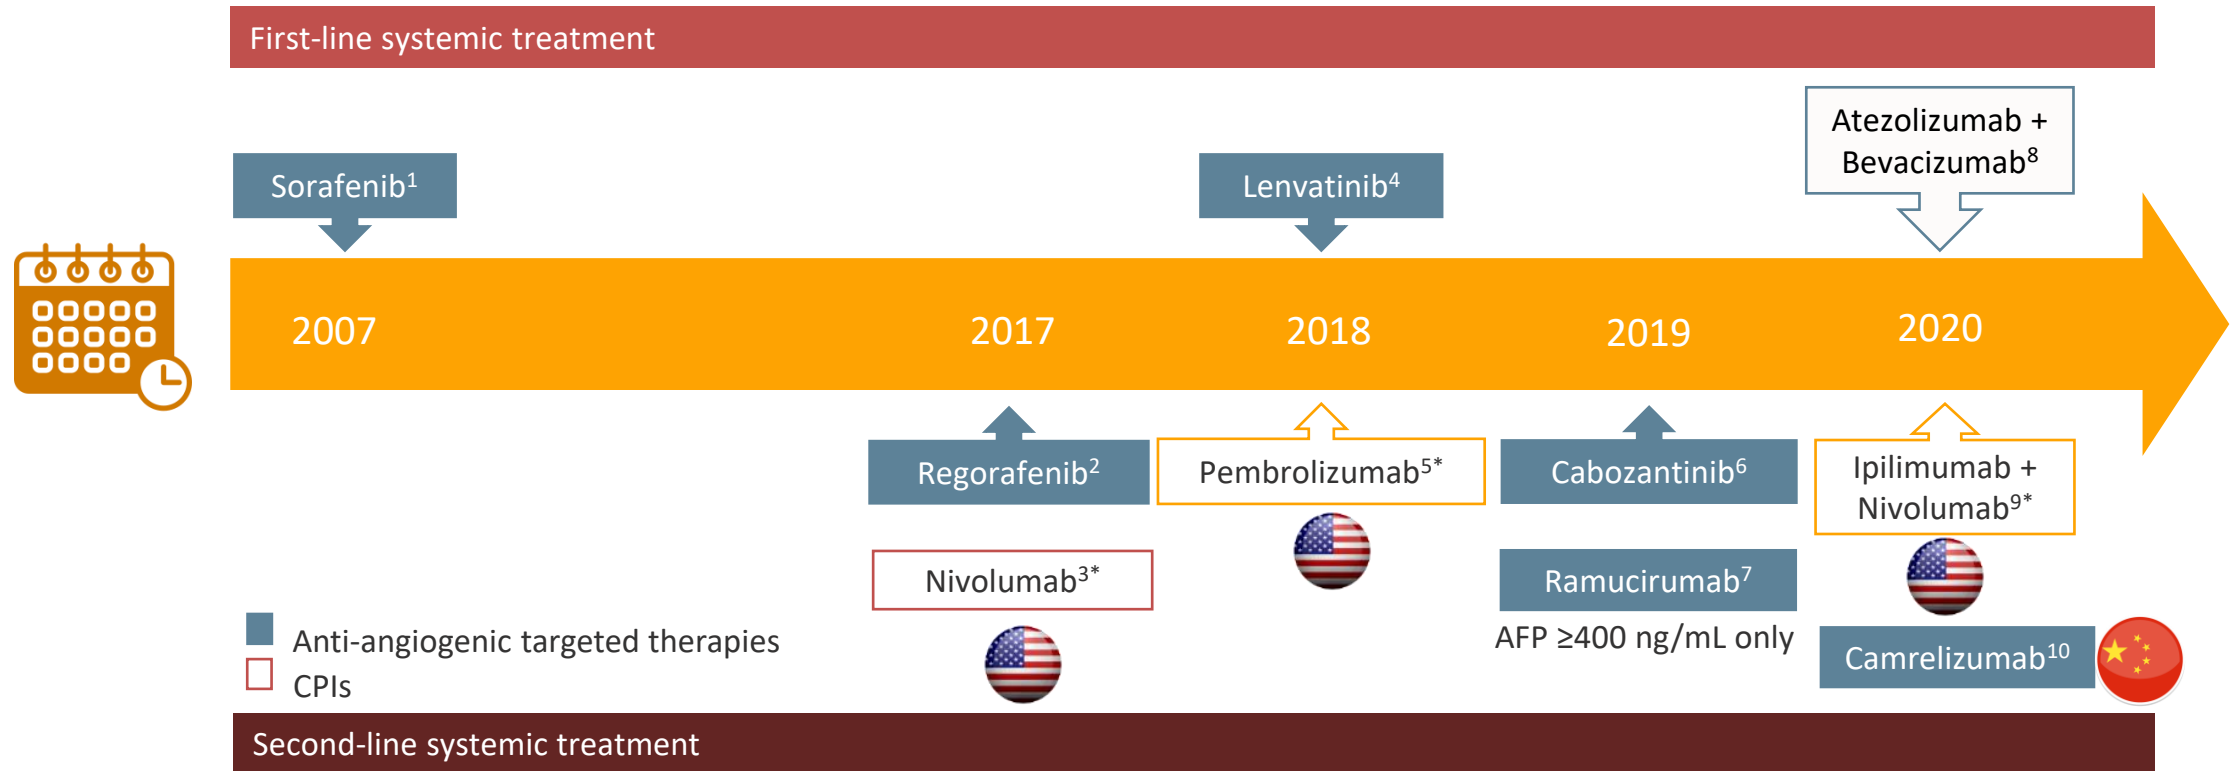 First-line systemic treatment
Atezolizumab +
Bevacizumab⁸
Sorafenib¹
Lenvatinib⁴
2007
2017
2018
2019
2020
Regorafenib²
Pembrolizumab⁵*
Cabozantinib⁶
Ipilimumab +
Nivolumab⁹*
Nivolumab³*
Ramucirumab⁷
AFP ≥400 ng/mL only
Camrelizumab¹⁰
Anti-angiogenic targeted therapies
CPIs
Second-line systemic treatment